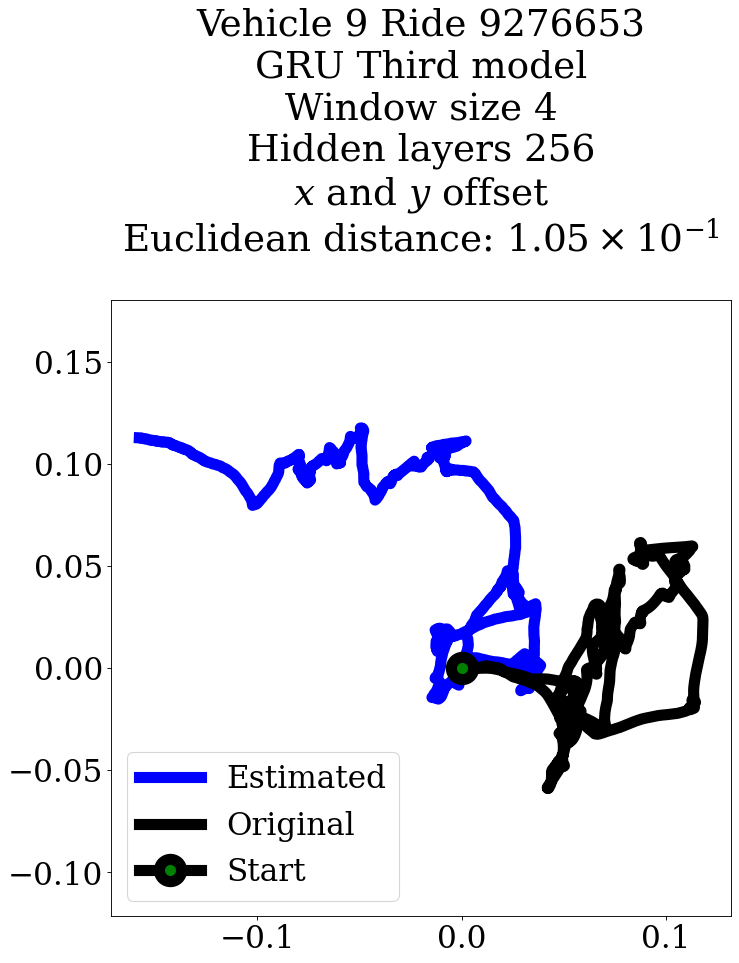 Vehicle 9 Ride 9276653
GRU Third model
Window size 4
Hidden layers 256
x and y offset
Euclidean distance: 1.05 × 10⁻¹
0.15
0.10
0.05
0.00
−0.05
−0.10
Estimated
Original
Start
−0.1
0.0
0.1